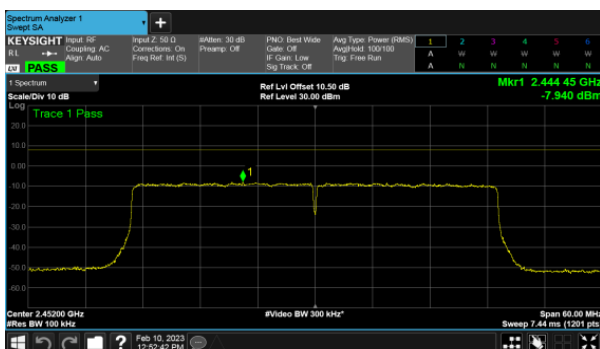 Spectrum Analyzer 1
Swept SA
+
KEYSIGHT
RL
PASS
Input: RF
Coupling: AC
Align: Auto
Input Z: 50 Ω
Corrections: On
Freq Ref: Int (S)
#Atten: 30 dB
Preamp: Off
PNO: Best Wide
Gate: Off
IF Gain: Low
Sig Track: Off
Avg Type: Power (RMS)
Avg|Hold: 100/100
Trig: Free Run
1 2 3 4 5 6
A W W W W W
A N N N N N
1 Spectrum
Scale/Div 10 dB
Ref Lvl Offset 10.50 dB
Ref Level 30.00 dBm
Mkr1 2.444 45 GHz
-7.940 dBm
Log
Trace 1 Pass
20.0
10.0
0.00
1
-10.0
-20.0
-30.0
-40.0
-50.0
-60.0
Center 2.45200 GHz
#Res BW 100 kHz
#Video BW 300 kHz*
Span 60.00 MHz
Sweep 7.44 ms (1201 pts)
?
Feb 10, 2023
12:52:42 PM